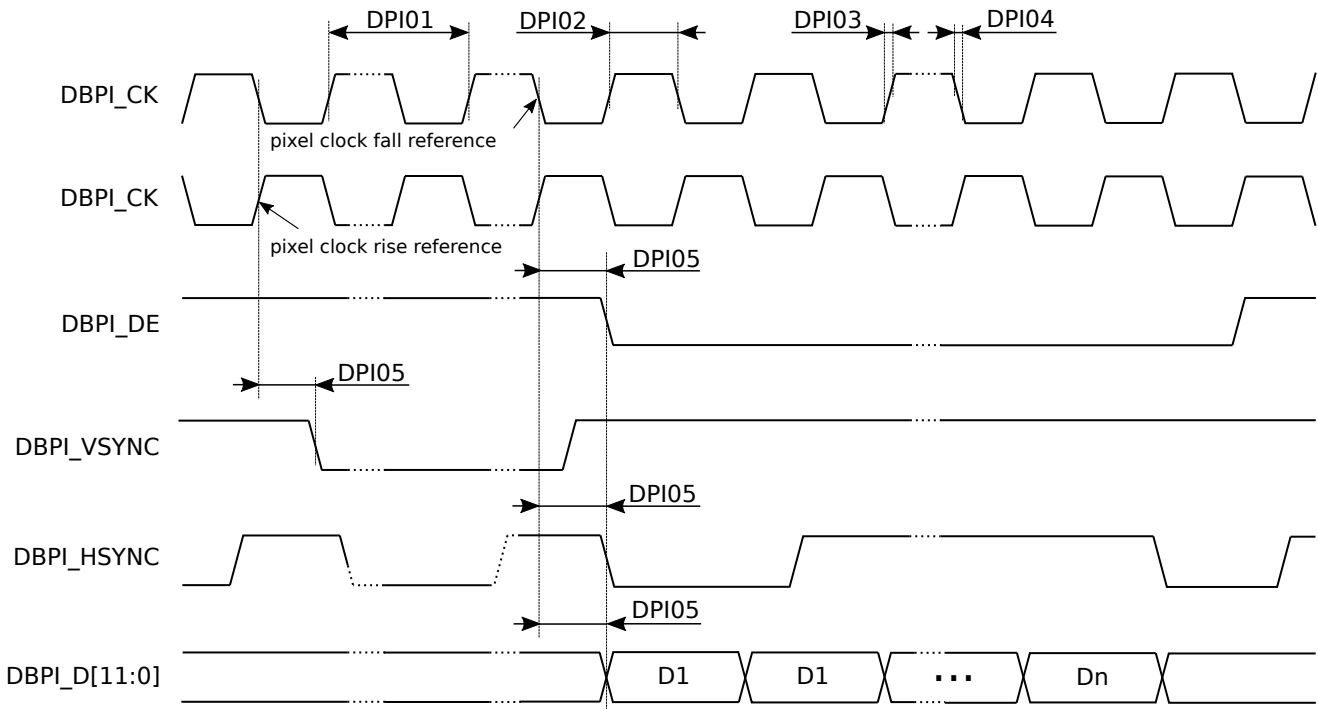 DPI01
DPI02
DPI03
DPI04
DBPI_CK
pixel clock fall reference
DBPI_CK
pixel clock rise reference
DPI05
DBPI_DE
DPI05
DBPI_VSYNC
DPI05
DBPI_HSYNC
DPI05
DBPI_D[11:0]
D1
D1
...
Dn